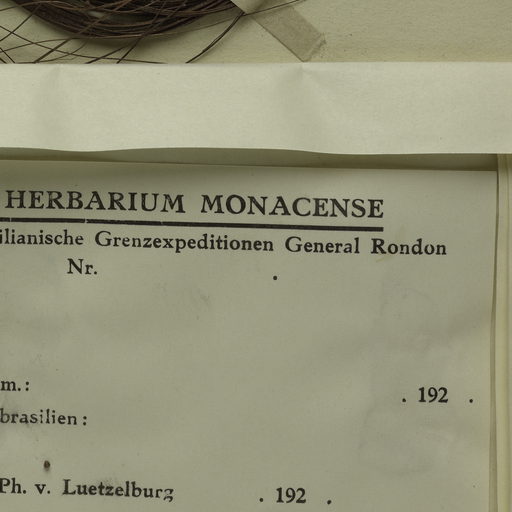 HERBARIUM MONACENSE
ilianische Grenzexpeditionen General Rondon
Nr. .
m.: . 192 .
brasilien:
Ph. v. Luetzelburg . 192 .